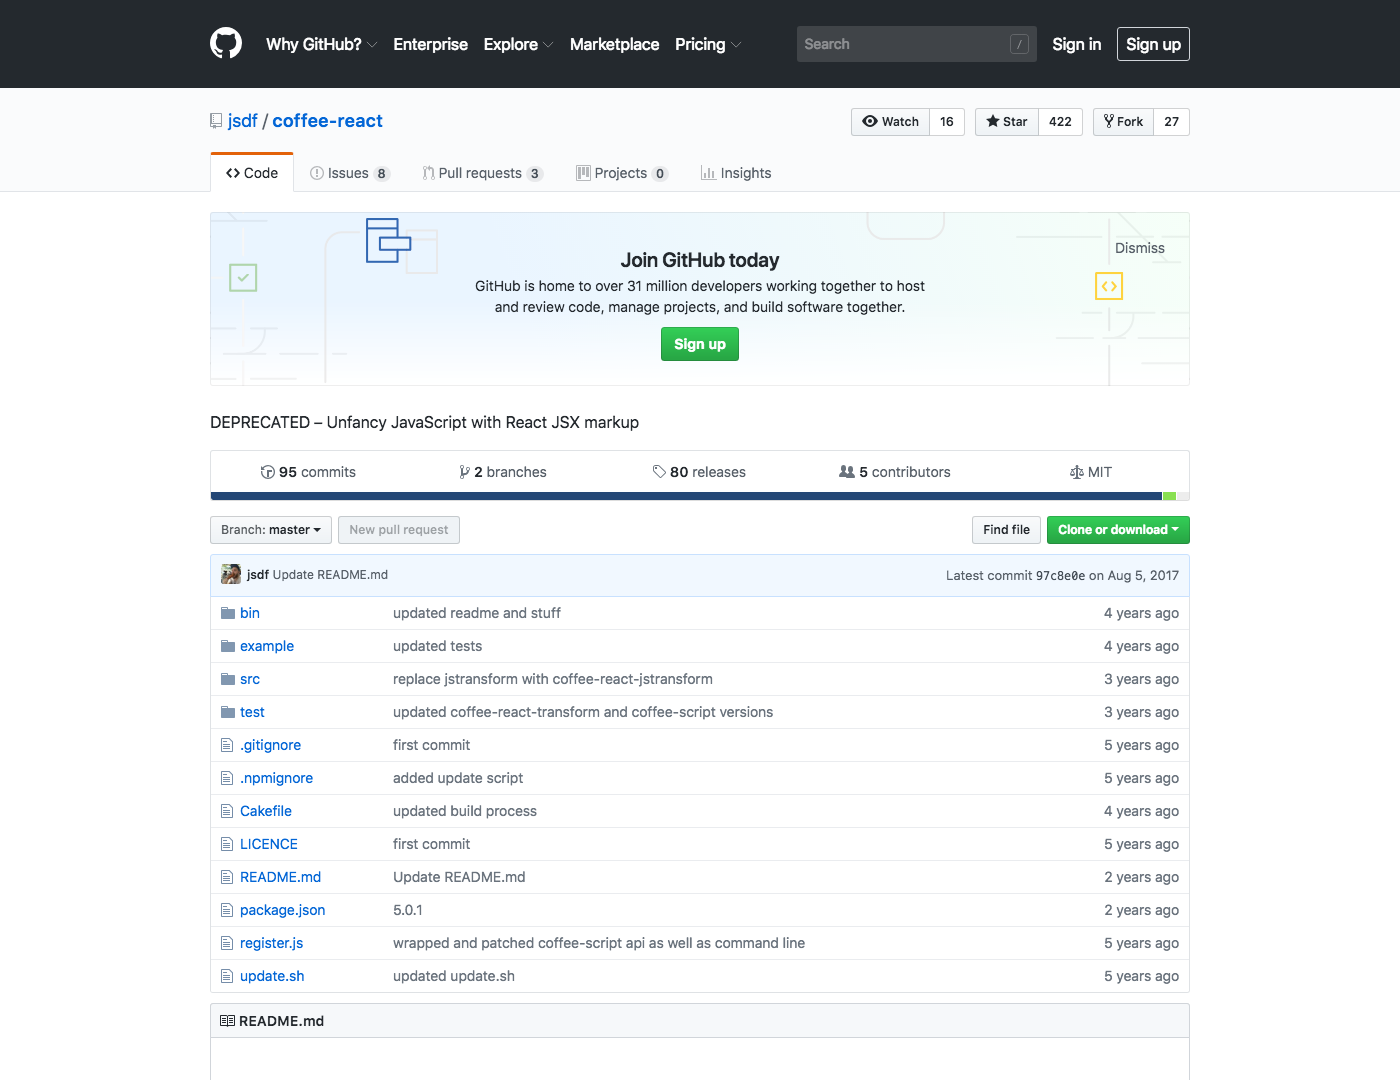 Why GitHub? Enterprise Explore Marketplace Pricing Search / Sign in Sign up
jsdf / coffee-react Watch 16 Star 422 Fork 27
Code Issues 8 Pull requests 3 Projects 0 Insights
Dismiss
Join GitHub today
GitHub is home to over 31 million developers working together to host
and review code, manage projects, and build software together.
Sign up
DEPRECATED – Unfancy JavaScript with React JSX markup
95 commits 2 branches 80 releases 5 contributors MIT
Branch: master New pull request Find file Clone or download
jsdf Update README.md Latest commit 97c8e0e on Aug 5, 2017
bin updated readme and stuff 4 years ago
example updated tests 4 years ago
src replace jstransform with coffee-react-jstransform 3 years ago
test updated coffee-react-transform and coffee-script versions 3 years ago
.gitignore first commit 5 years ago
.npmignore added update script 5 years ago
Cakefile updated build process 4 years ago
LICENCE first commit 5 years ago
README.md Update README.md 2 years ago
package.json 5.0.1 2 years ago
register.js wrapped and patched coffee-script api as well as command line 5 years ago
update.sh updated update.sh 5 years ago
README.md